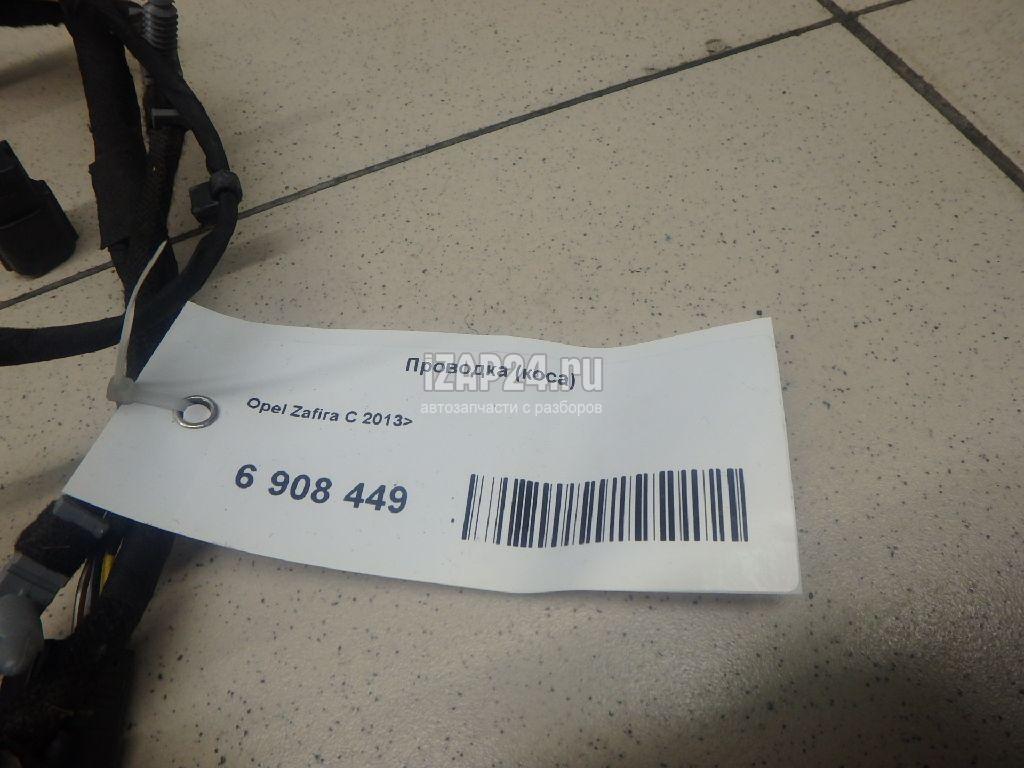 Проводка (коса)
iZAP24.ru
автозапчасти с разборов
Opel Zafira C 2013>
6 908 449